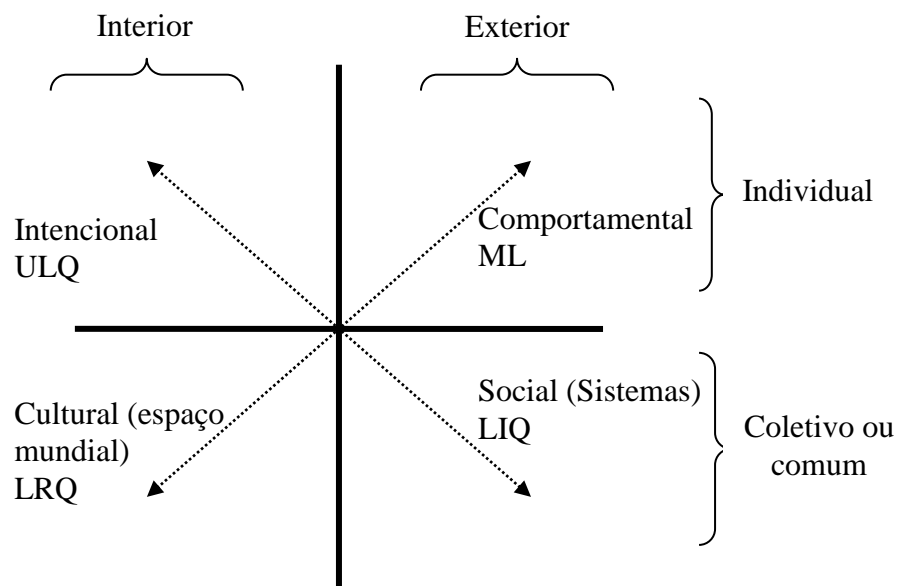 Interior
Exterior
Individual
Intencional
ULQ
Comportamental
ML
Cultural (espaço
mundial)
LRQ
Social (Sistemas)
LIQ
Coletivo ou
comum